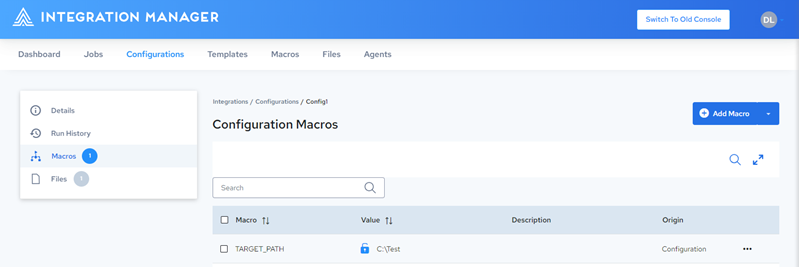 INTEGRATION MANAGER
Switch To Old Console
DL
Dashboard Jobs Configurations Templates Macros Files Agents
Details
Run History
Macros 1
Files 1
Integrations / Configurations / Config1
Configuration Macros
Add Macro
Search
Macro Value Description Origin
TARGET_PATH C:\Test Configuration